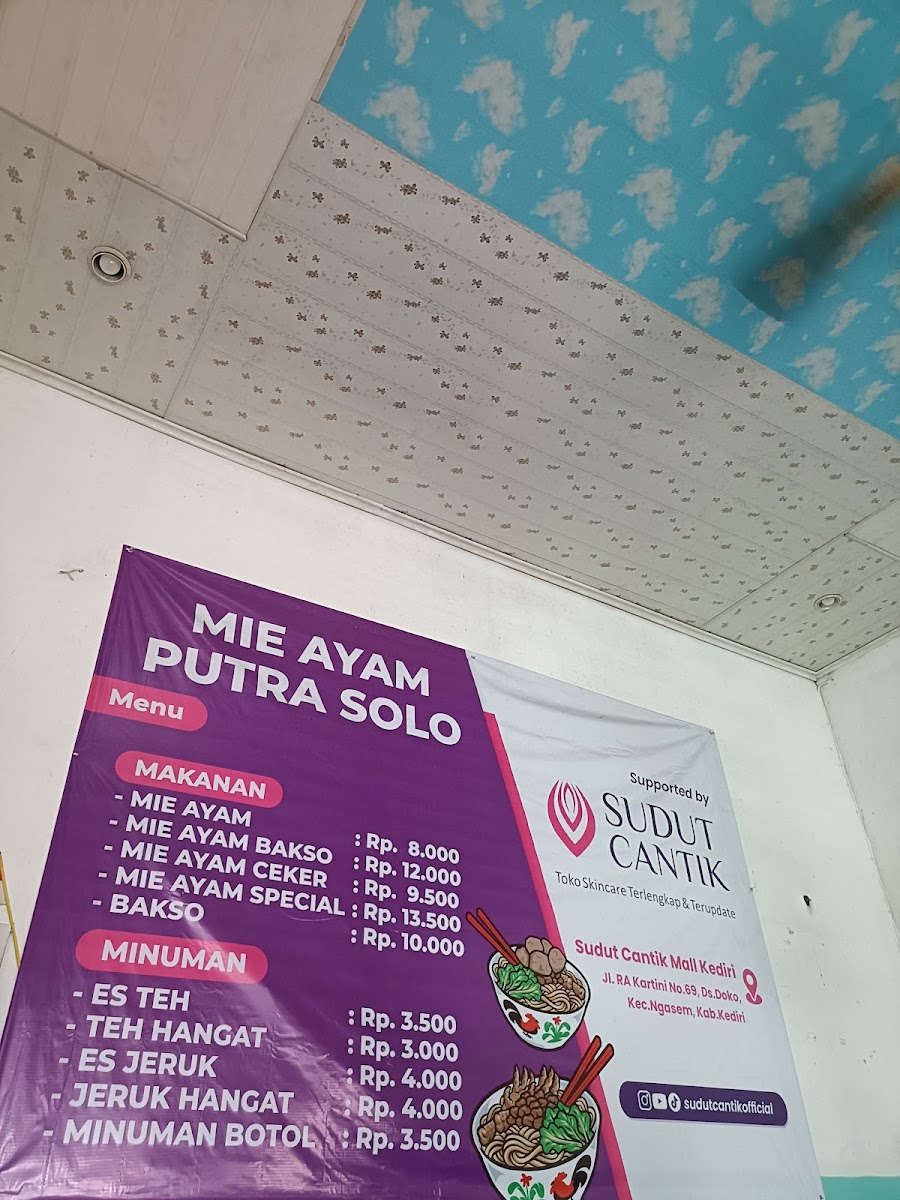 MIE AYAM
PUTRA SOLO
Menu
MAKANAN
- MIE AYAM : Rp. 8.000
- MIE AYAM BAKSO : Rp. 12.000
- MIE AYAM CEKER : Rp. 9.500
- MIE AYAM SPECIAL : Rp. 13.500
- BAKSO : Rp. 10.000
MINUMAN
- ES TEH : Rp. 3.500
- TEH HANGAT : Rp. 3.000
- ES JERUK : Rp. 4.000
- JERUK HANGAT : Rp. 4.000
- MINUMAN BOTOL : Rp. 3.500
Supported by
SUDUT
CANTIK
Toko Skincare Terlengkap & Terupdate
Sudut Cantik Mall Kediri
Jl. RA Kartini No.69, Ds.Doko,
Kec.Ngasem, Kab.Kediri
sudutcantikofficial